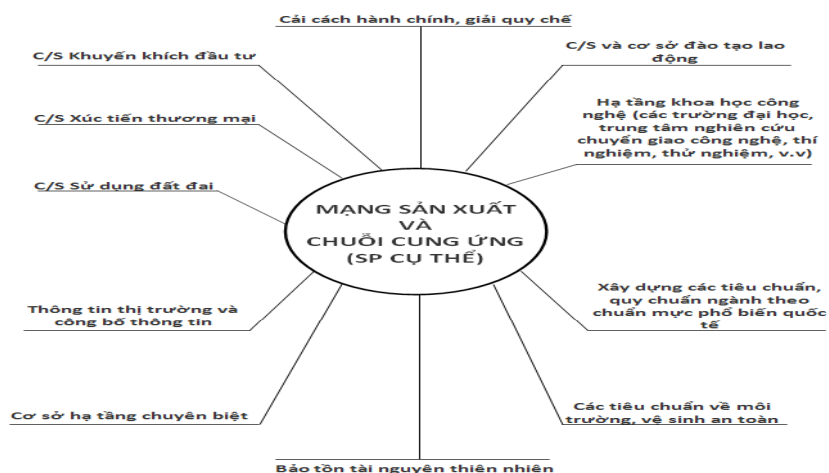 Cải cách hành chính, giải quy chế
C/S Khuyến khích đầu tư
C/S và cơ sở đào tạo lao
động
C/S Xúc tiến thương mại
Hạ tầng khoa học công
nghệ (các trường đại học,
trung tâm nghiên cứu
chuyển giao công nghệ, thí
nghiệm, thử nghiệm, v.v)
C/S Sử dụng đất đai
MẠNG SẢN XUẤT
VÀ
CHUỖI CUNG ỨNG
(SP CỤ THỂ)
Thông tin thị trường và
công bố thông tin
Xây dựng các tiêu chuẩn,
quy chuẩn ngành theo
chuẩn mực phổ biến quốc
tế
Cơ sở hạ tầng chuyên biệt
Các tiêu chuẩn về môi
trường, vệ sinh an toàn
Bảo tồn tài nguyên thiên nhiên